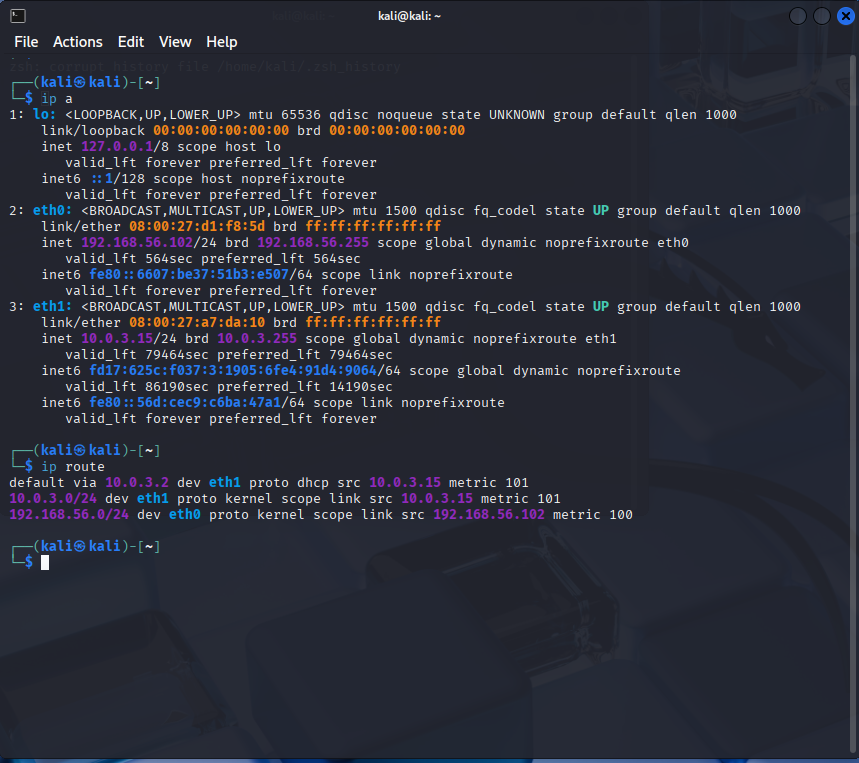 kali@kali: ~
File Actions Edit View Help
zsh: corrupt history file /home/kali/.zsh_history
┌──(kali㉿kali)-[~]
└─$ ip a
1: lo: <LOOPBACK,UP,LOWER_UP> mtu 65536 qdisc noqueue state UNKNOWN group default qlen 1000
    link/loopback 00:00:00:00:00:00 brd 00:00:00:00:00:00
    inet 127.0.0.1/8 scope host lo
       valid_lft forever preferred_lft forever
    inet6 ::1/128 scope host noprefixroute
       valid_lft forever preferred_lft forever
2: eth0: <BROADCAST,MULTICAST,UP,LOWER_UP> mtu 1500 qdisc fq_codel state UP group default qlen 1000
    link/ether 08:00:27:d1:f8:5d brd ff:ff:ff:ff:ff:ff
    inet 192.168.56.102/24 brd 192.168.56.255 scope global dynamic noprefixroute eth0
       valid_lft 564sec preferred_lft 564sec
    inet6 fe80::6607:be37:51b3:e507/64 scope link noprefixroute
       valid_lft forever preferred_lft forever
3: eth1: <BROADCAST,MULTICAST,UP,LOWER_UP> mtu 1500 qdisc fq_codel state UP group default qlen 1000
    link/ether 08:00:27:a7:da:10 brd ff:ff:ff:ff:ff:ff
    inet 10.0.3.15/24 brd 10.0.3.255 scope global dynamic noprefixroute eth1
       valid_lft 79464sec preferred_lft 79464sec
    inet6 fd17:625c:f037:3:1905:6fe4:91d4:9064/64 scope global dynamic noprefixroute
       valid_lft 86190sec preferred_lft 14190sec
    inet6 fe80::56d:cec9:c6ba:47a1/64 scope link noprefixroute
       valid_lft forever preferred_lft forever
┌──(kali㉿kali)-[~]
└─$ ip route
default via 10.0.3.2 dev eth1 proto dhcp src 10.0.3.15 metric 101
10.0.3.0/24 dev eth1 proto kernel scope link src 10.0.3.15 metric 101
192.168.56.0/24 dev eth0 proto kernel scope link src 192.168.56.102 metric 100
┌──(kali㉿kali)-[~]
└─$